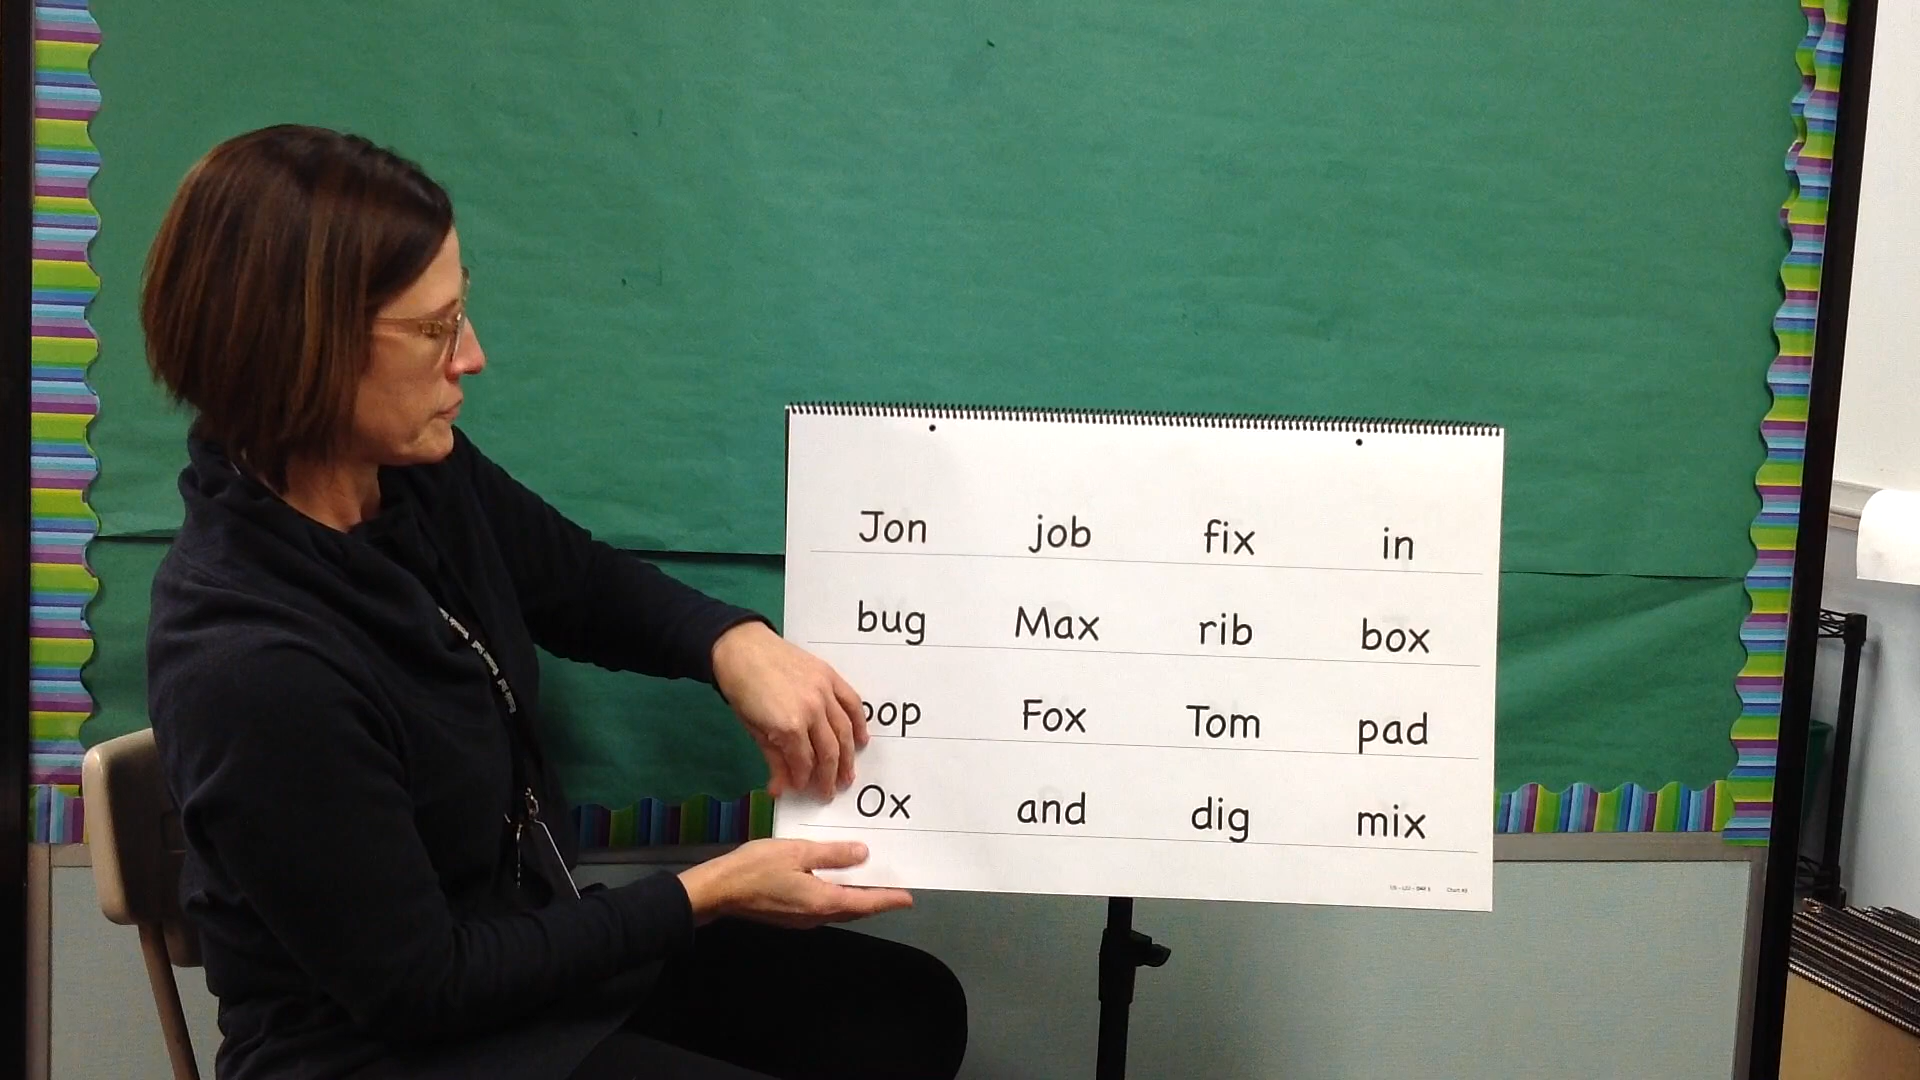 Jon job fix in
bug Max rib box
Fox Tom pad
Ox and dig mix